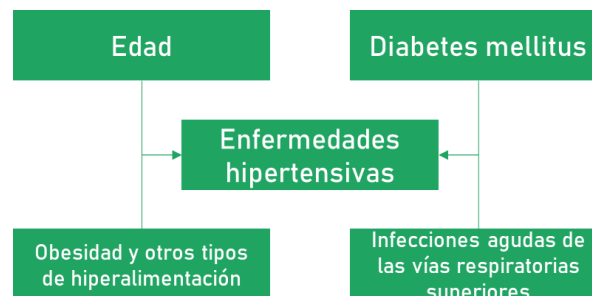 Edad
Diabetes mellitus
Enfermedades
hipertensivas
Obesidad y otros tipos
de hiperalimentación
Infecciones agudas de
las vías respiratorias
superiores